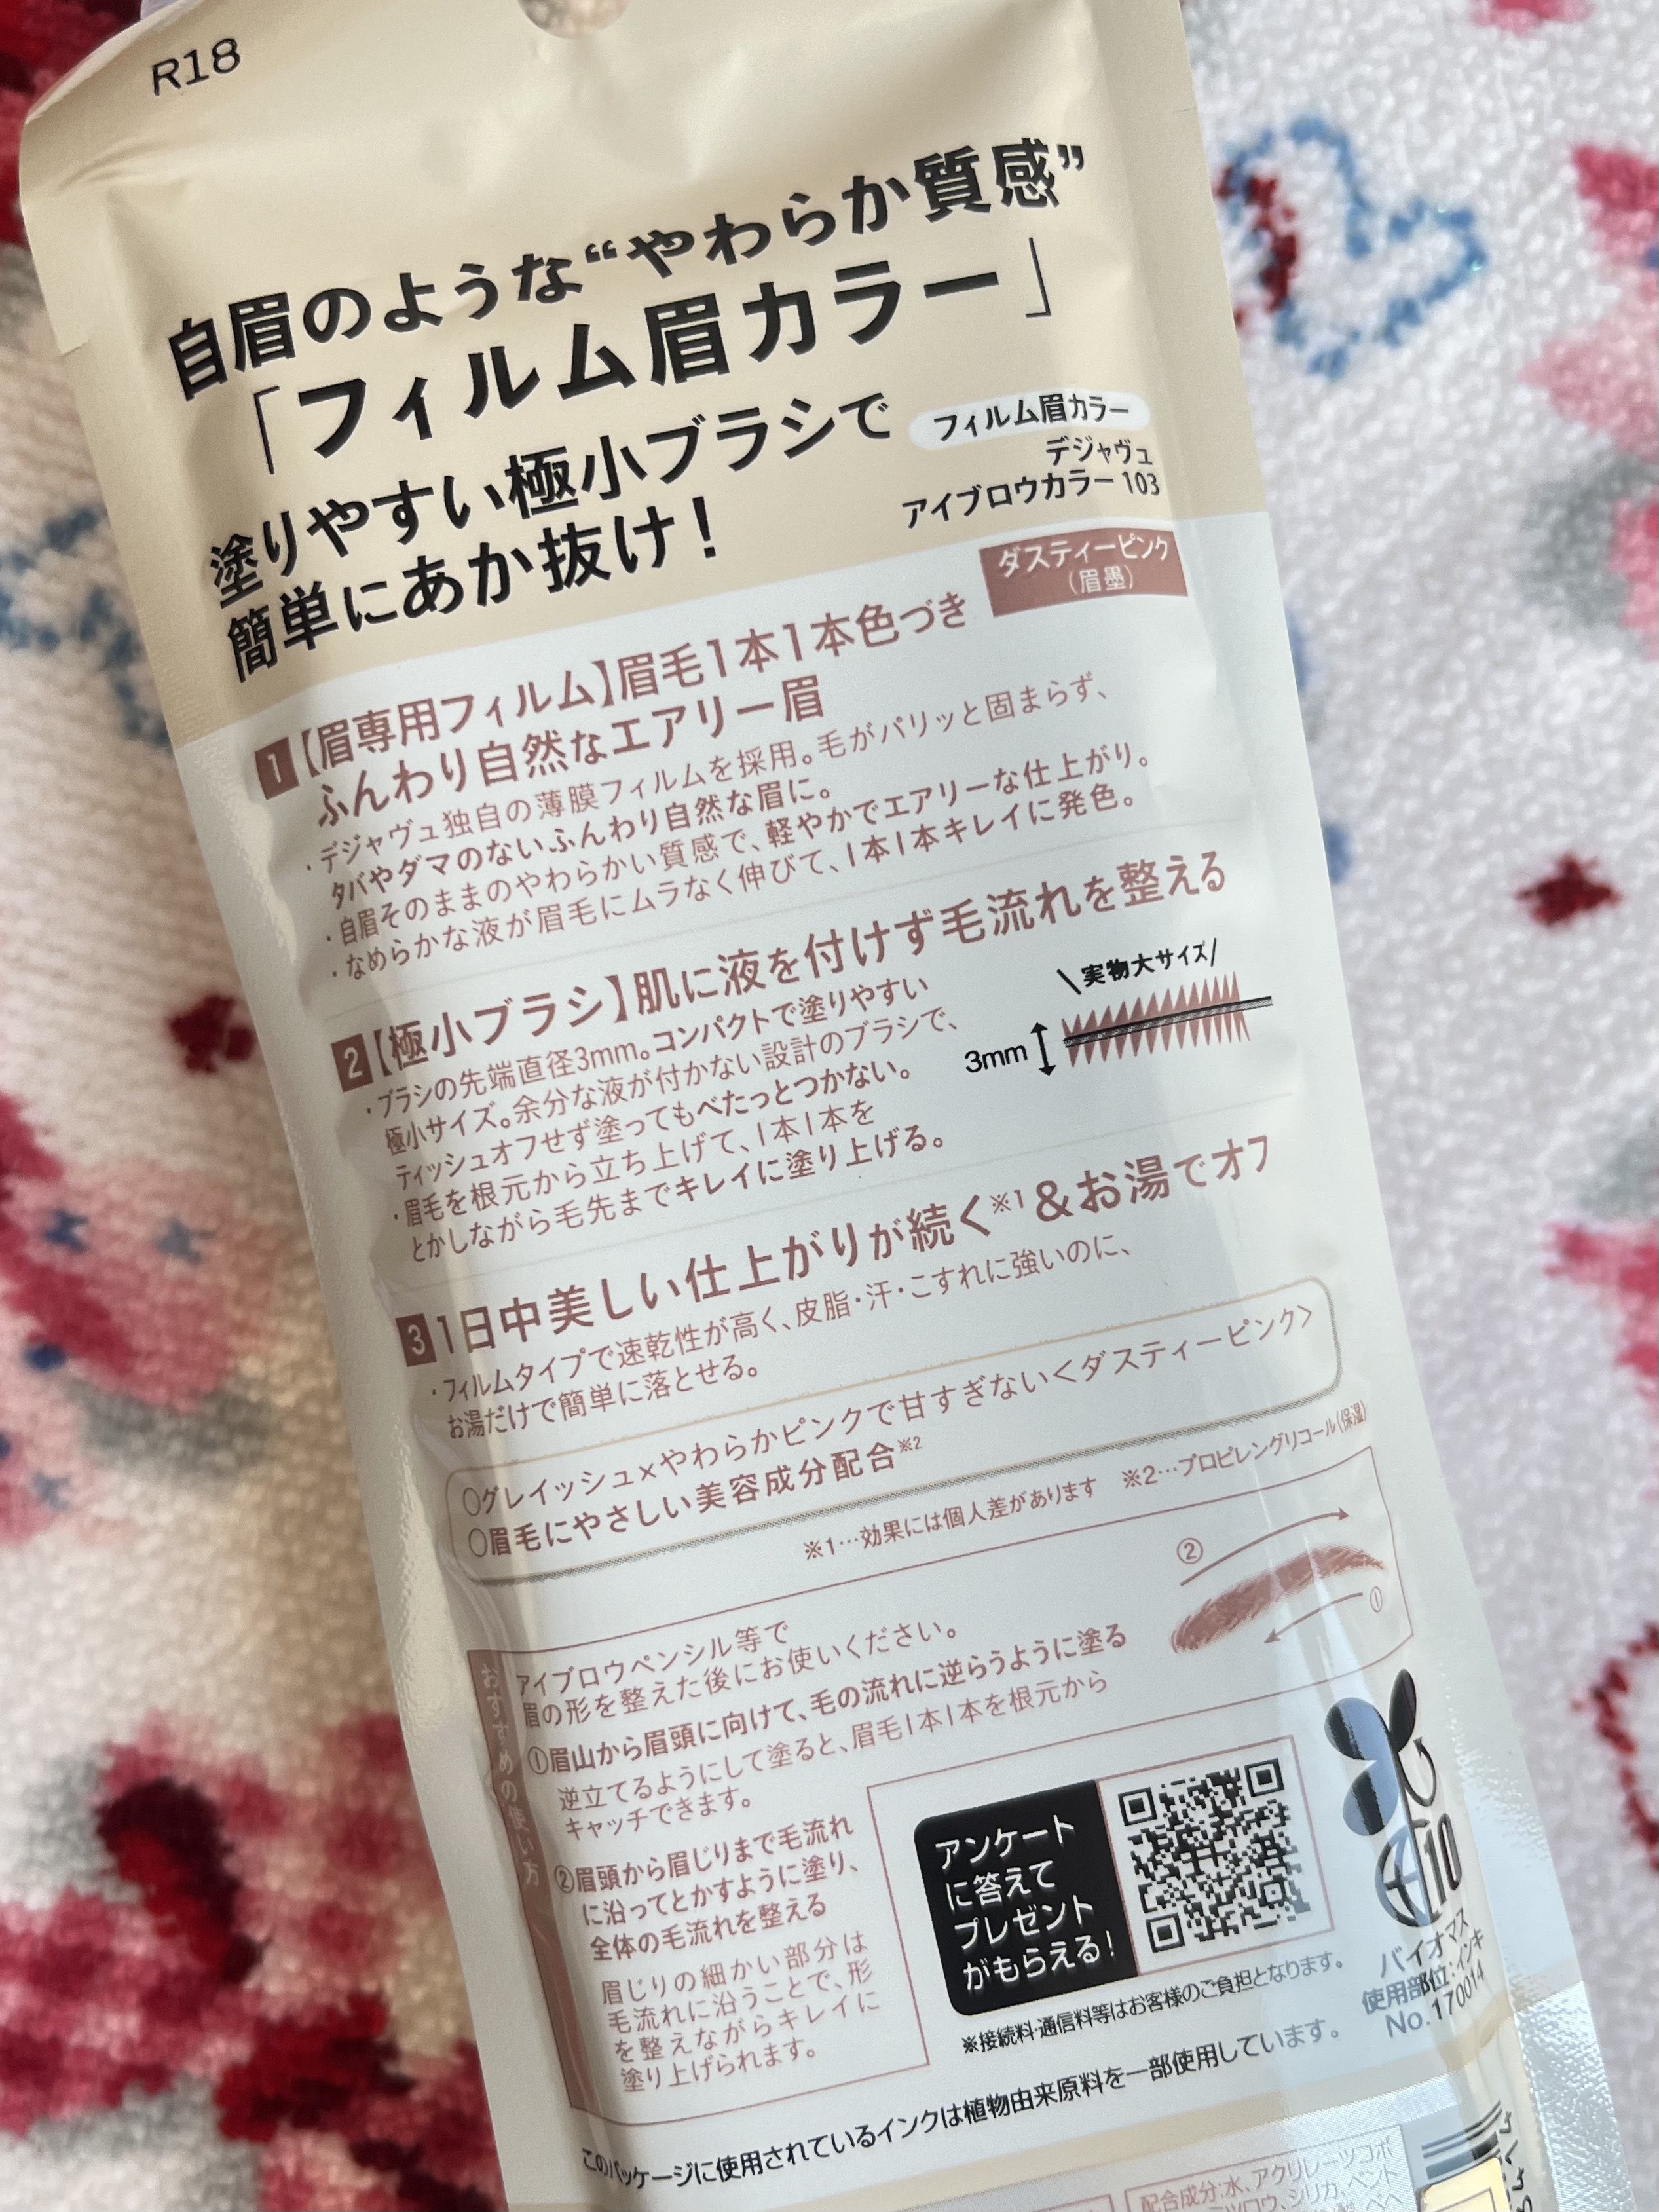 R18
自眉のような“やわらか質感”
「フィルム眉カラー」
塗りやすい極小ブラシで
簡単にあか抜け！
フィルム眉カラー
デジャヴュ
アイブロウカラー 103
ダスティーピンク
（眉墨）
1【眉専用フィルム】眉毛1本1本色づき
ふんわり自然なエアリー眉
・デジャヴュ独自の薄膜フィルムを採用。毛がパリッと固まらず、
タバやダマのないふんわり自然な眉に。
・自眉そのままのやわらかい質感で、軽やかでエアリーな仕上がり。
・なめらかな液が眉毛にムラなく伸びて、1本1本キレイに発色。
2【極小ブラシ】肌に液を付けず毛流れを整える
・ブラシの先端直径3mm。コンパクトで塗りやすい
極小サイズ。余分な液が付かない設計のブラシで、
ティッシュオフせず塗ってもべたっとつかない。
・眉毛を根元から立ち上げて、1本1本を
とかしながら毛先までキレイに塗り上げる。
\実物大サイズ/
3mm
3 1日中美しい仕上がりが続く※1＆お湯でオフ
・フィルムタイプで速乾性が高く、皮脂・汗・こすれに強いのに、
お湯だけで簡単に落とせる。
○グレイッシュ×やわらかピンクで甘すぎない＜ダスティーピンク＞
○眉毛にやさしい美容成分配合※2
※1…効果には個人差があります ※2…プロピレングリコール（保湿）
おすすめの使い方
アイブロウペンシル等で
眉の形を整えた後にお使いください。
①眉山から眉頭に向けて、毛の流れに逆らうように塗る
逆立てるようにして塗ると、眉毛1本1本を根元から
キャッチできます。
②眉頭から眉じりまで毛流れ
に沿ってとかすように塗り、
全体の毛流れを整える
眉じりの細かい部分は
毛流れに沿うことで、形
を整えながらキレイに
塗り上げられます。
②
①
アンケート
に答えて
プレゼント
がもらえる！
※接続料・通信料等はお客様のご負担となります。
10
バイオマス
使用部位：インキ
No.170014
このパッケージに使用されているインクは植物由来原料を一部使用しています。
配合成分：水、アクリレーツコポ